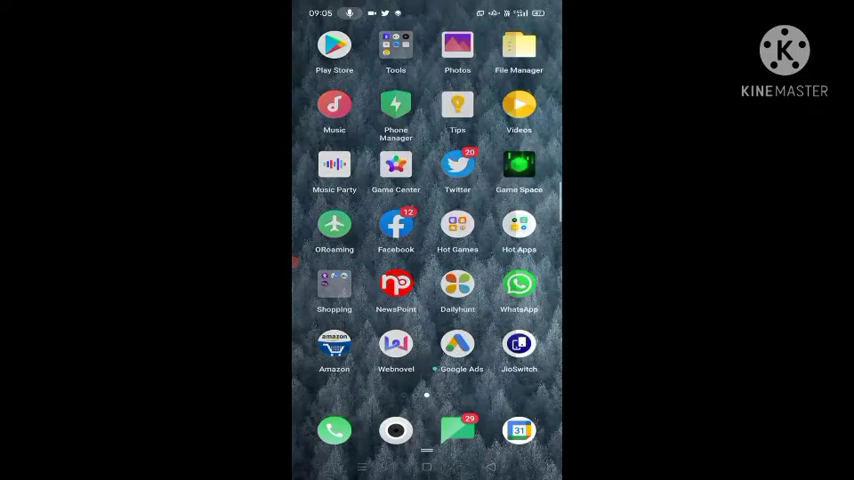 09:05
Play Store Tools Photos File Manager
Music Phone Manager Tips Videos
20
Music Party Game Center Twitter Game Space
12
ORoaming Facebook Hot Games Hot Apps
np
Shopping NewsPoint Dailyhunt WhatsApp
amazon
Amazon Webnovel Google Ads JioSwitch
29
31
K
KINEMASTER